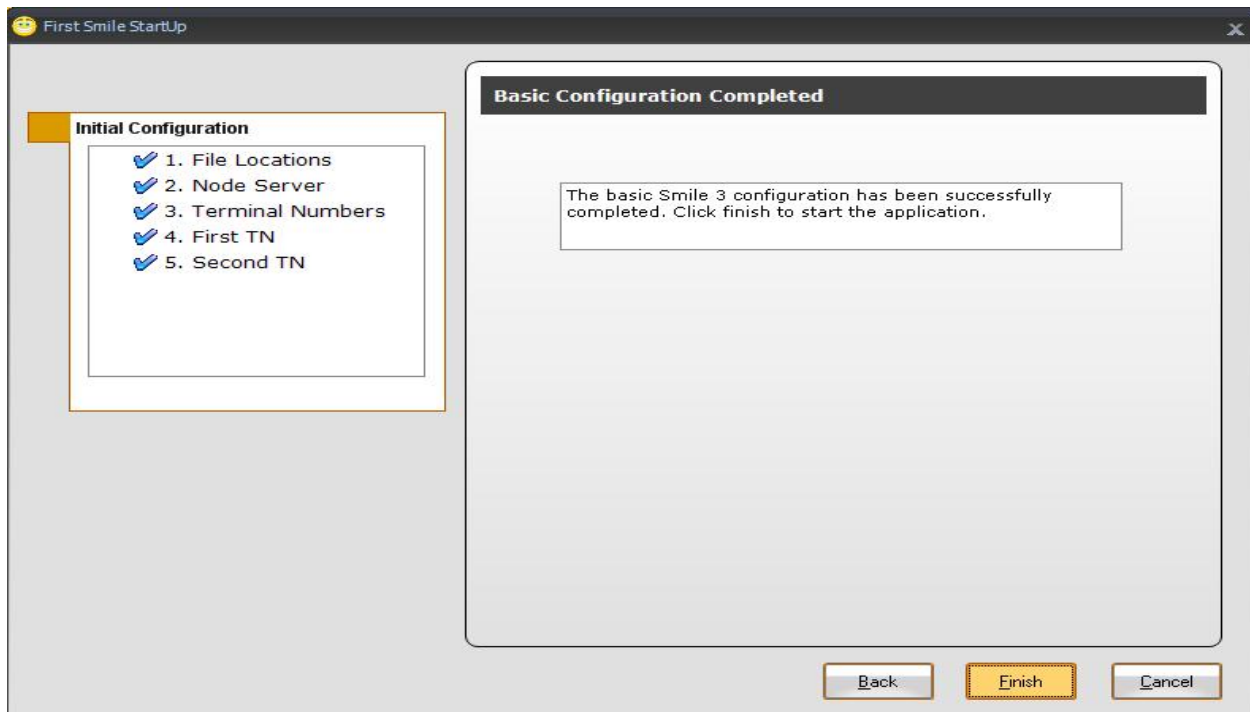 First Smile StartUp
x
Initial Configuration
1. File Locations
2. Node Server
3. Terminal Numbers
4. First TN
5. Second TN
Basic Configuration Completed
The basic Smile 3 configuration has been successfully
completed. Click finish to start the application.
Back Finish Cancel